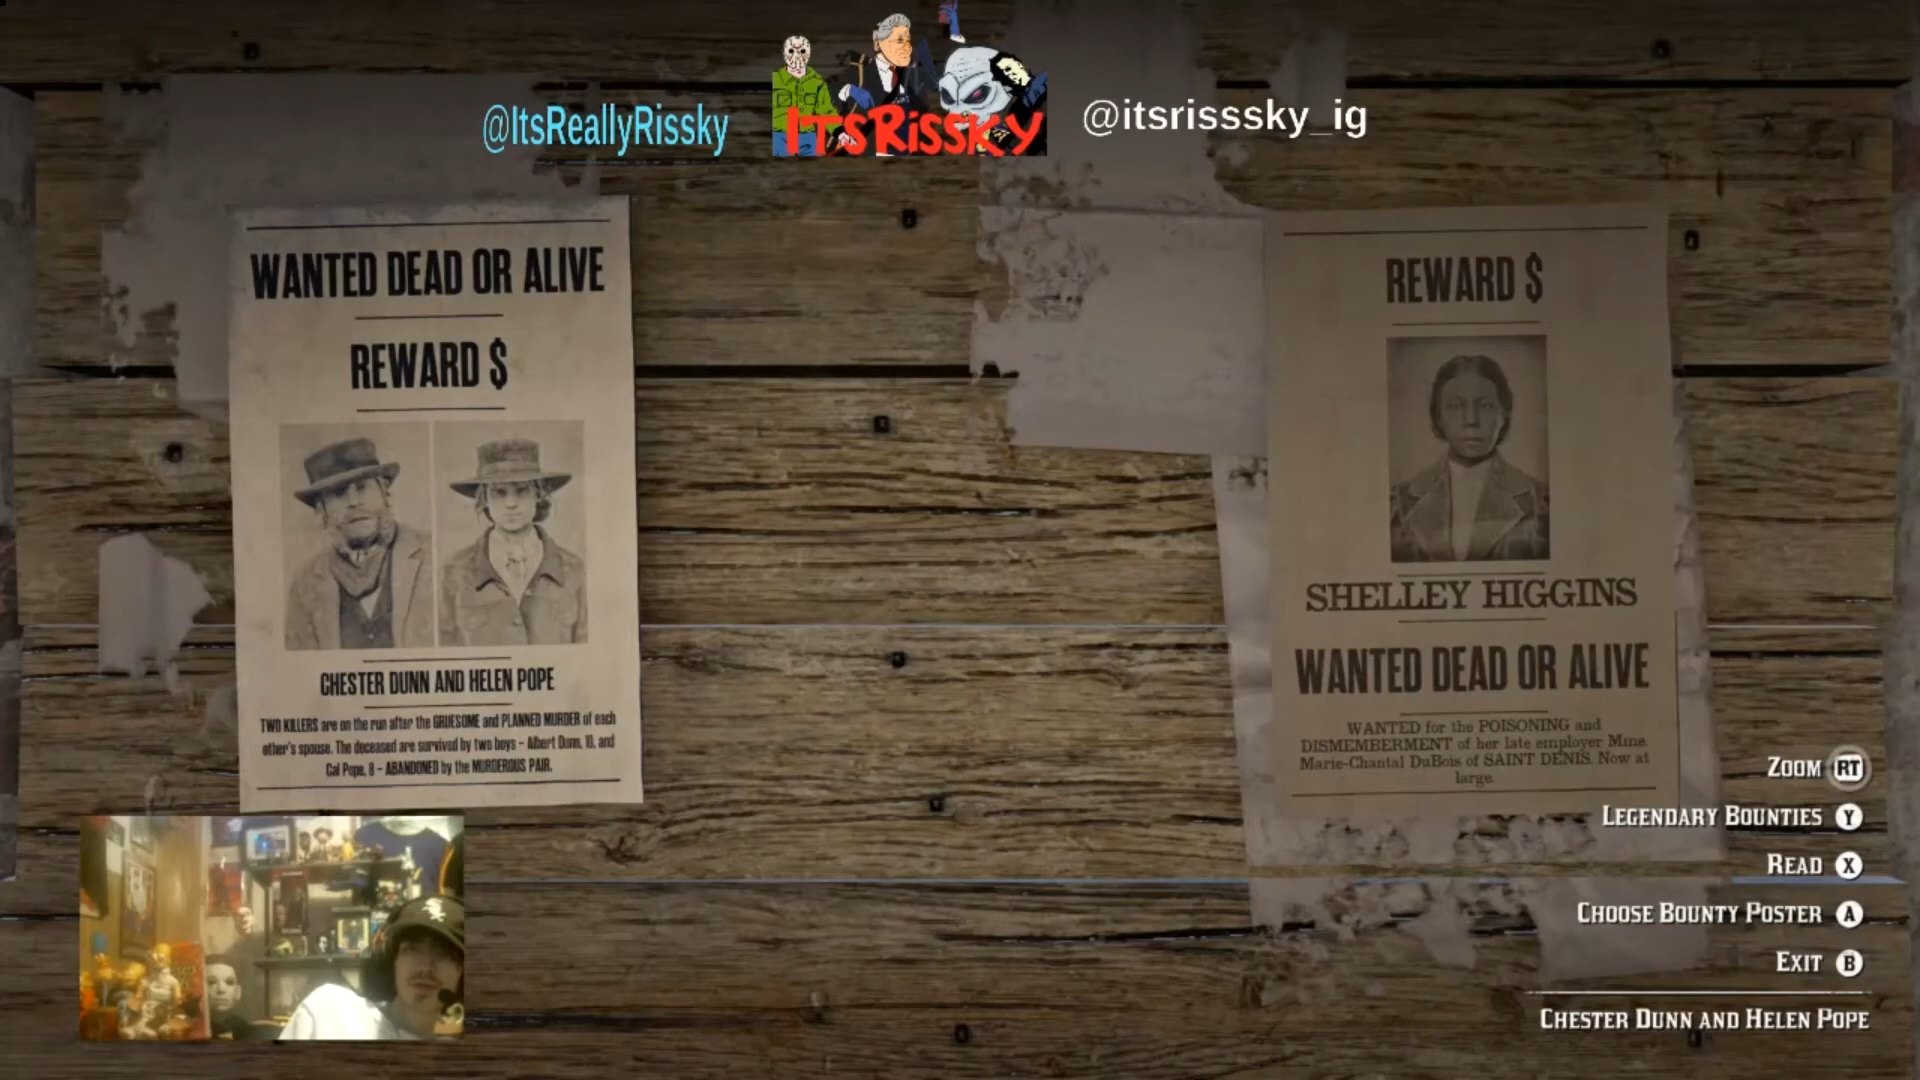 @ItsReallyRissky
ITSRISSKY
@itsrisssky_ig
WANTED DEAD OR ALIVE
REWARD $
CHESTER DUNN AND HELEN POPE
TWO KILLERS are on the run after the GRUESOME and PLANNED MURDER of each
other's spouse. The deceased are survived by two boys - Albert Dunn, 10, and
Cal Pope, 8 - ABANDONED by the MURDEROUS PAIR.
REWARD $
SHELLEY HIGGINS
WANTED DEAD OR ALIVE
WANTED for the POISONING and
DISMEMBERMENT of her late employer Mme.
Marie-Chantal DuBois of SAINT DENIS. Now at
large.
ZOOM RT
LEGENDARY BOUNTIES Y
READ X
CHOOSE BOUNTY POSTER A
EXIT B
CHESTER DUNN AND HELEN POPE